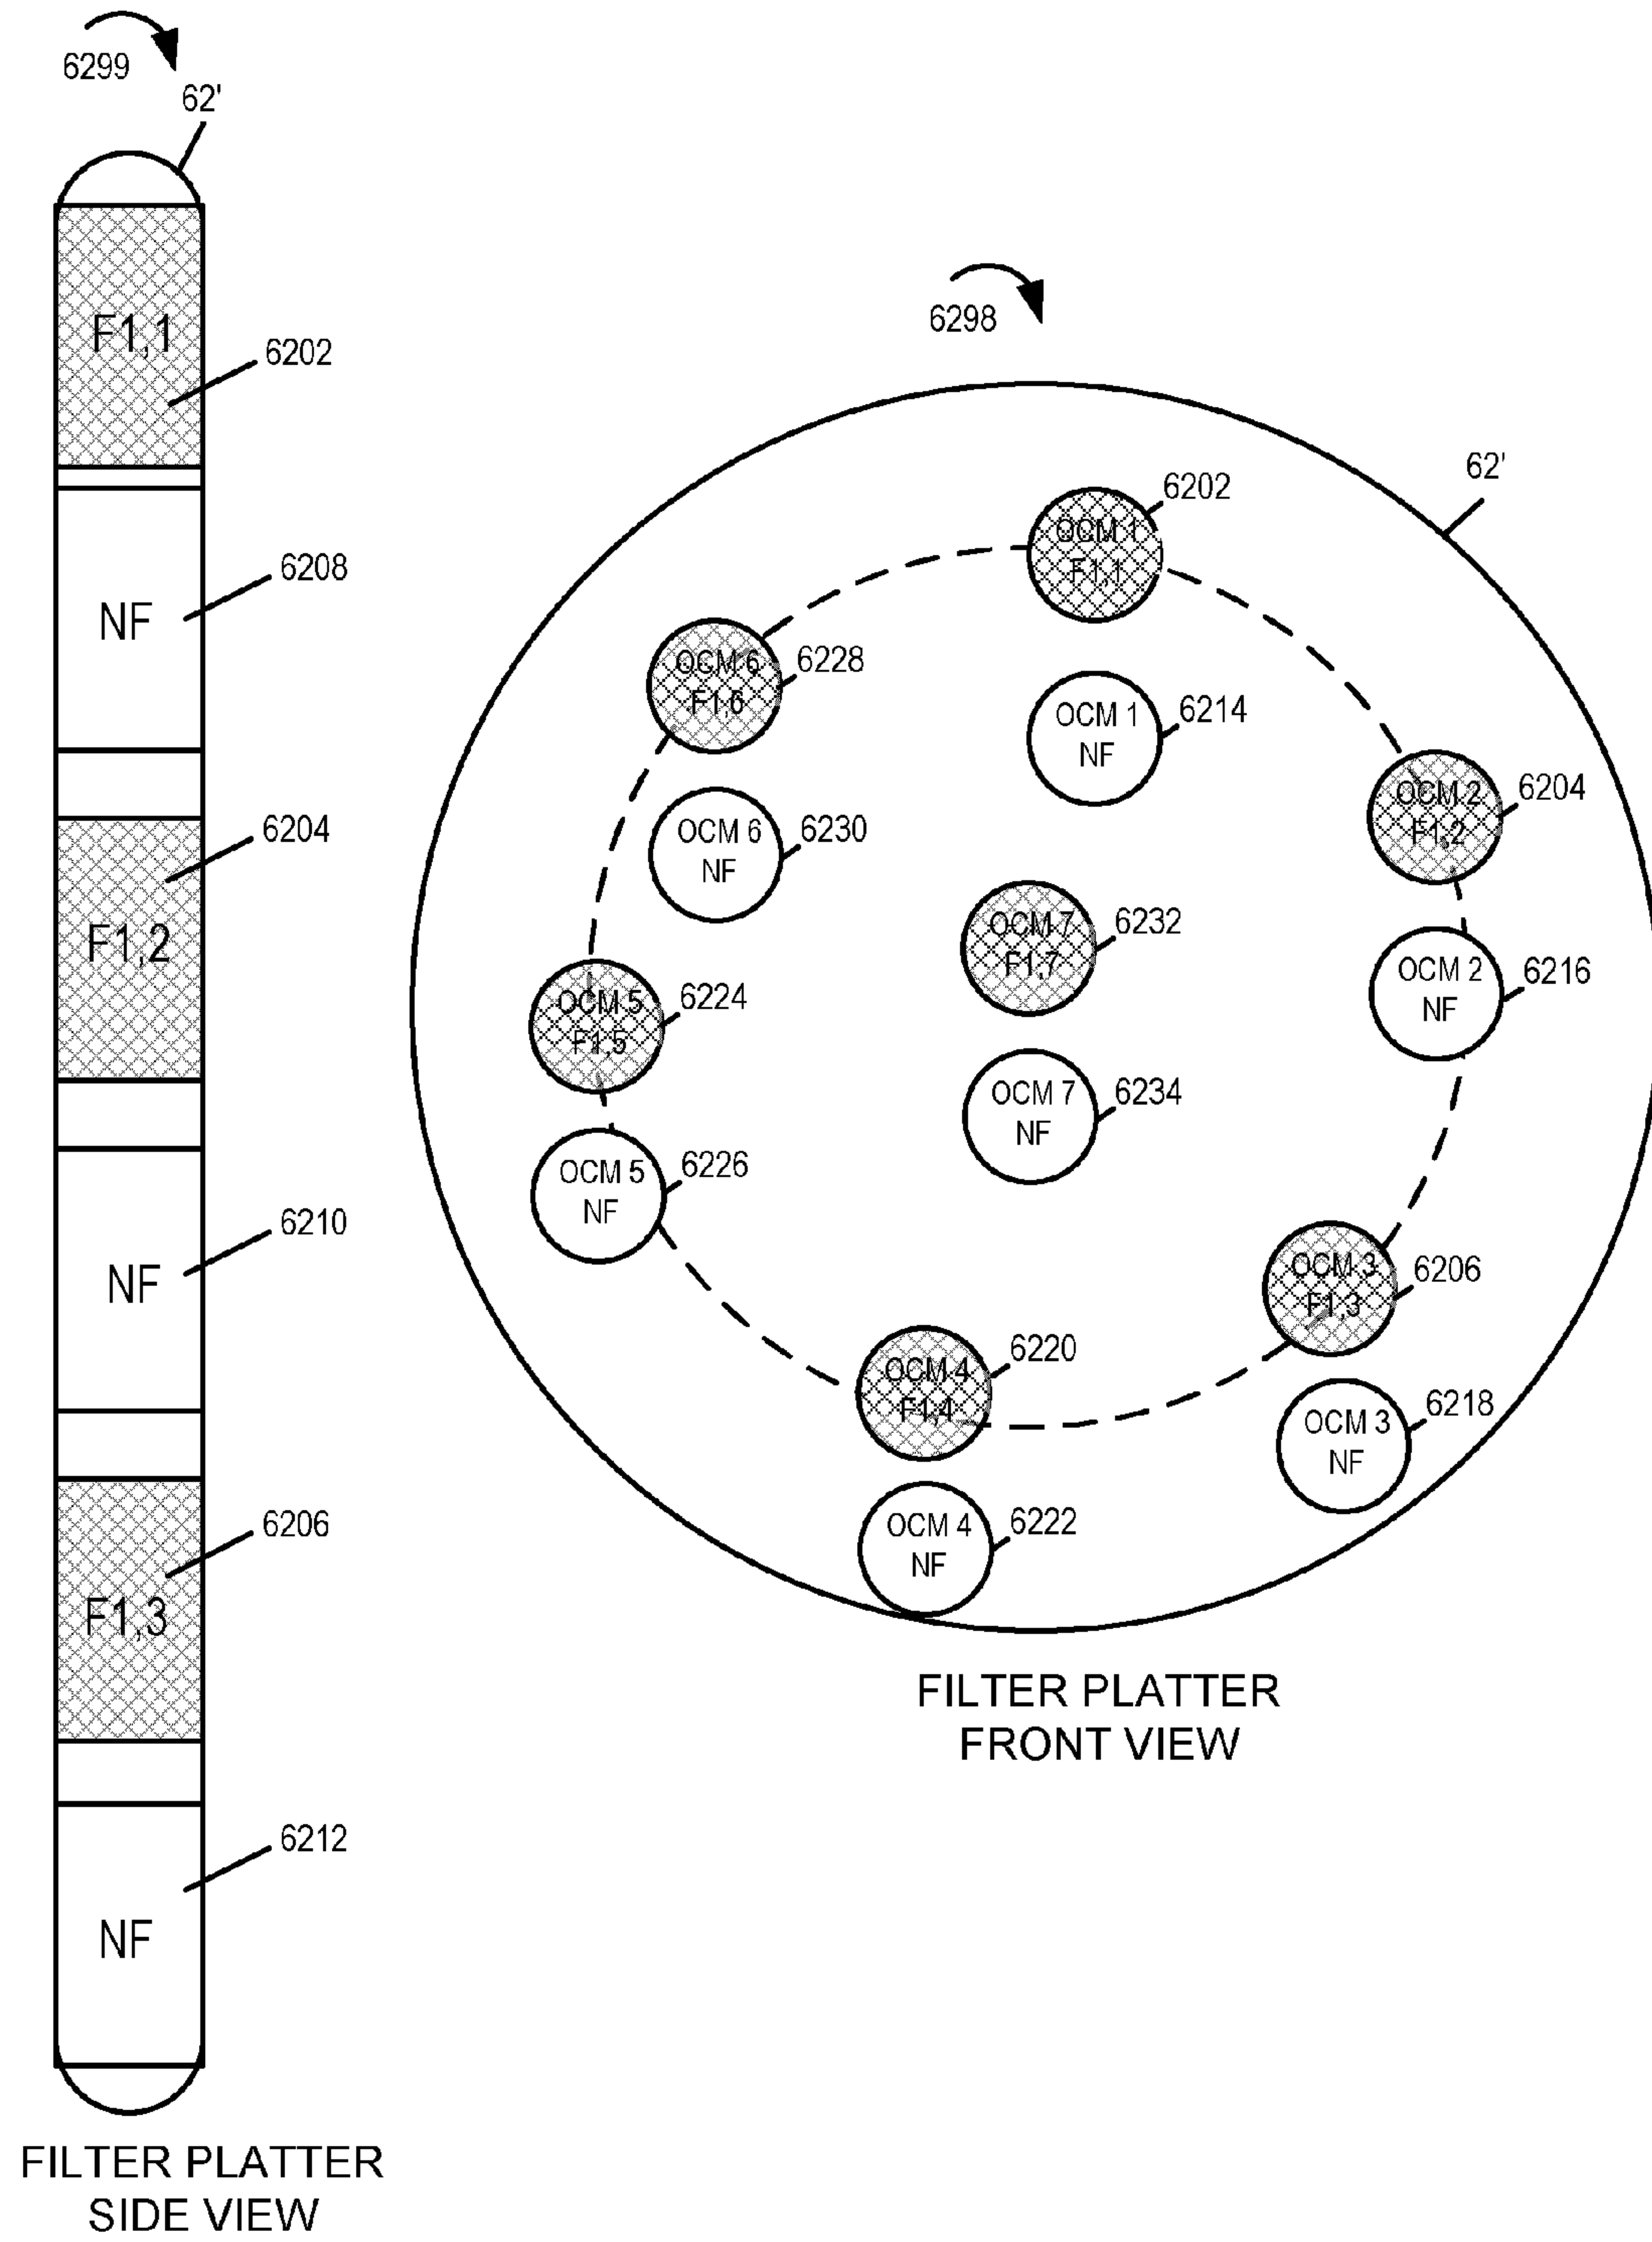 6299
62'
F1,1
6202
NF
6208
6204
F1,2
6210
NF
6206
F1,3
6212
NF
FILTER PLATTER
SIDE VIEW
6298
62'
6202
OCM 1
F1,1
6228
OCM 6
F1,6
6214
OCM 1
NF
6204
OCM 2
F1,2
6230
OCM 6
NF
6232
OCM 7
F1,7
6216
OCM 2
NF
6224
OCM 5
F1,5
6234
OCM 7
NF
6226
OCM 5
NF
6206
OCM 3
F1,3
6220
OCM 4
F1,4
6218
OCM 3
NF
6222
OCM 4
NF
FILTER PLATTER
FRONT VIEW